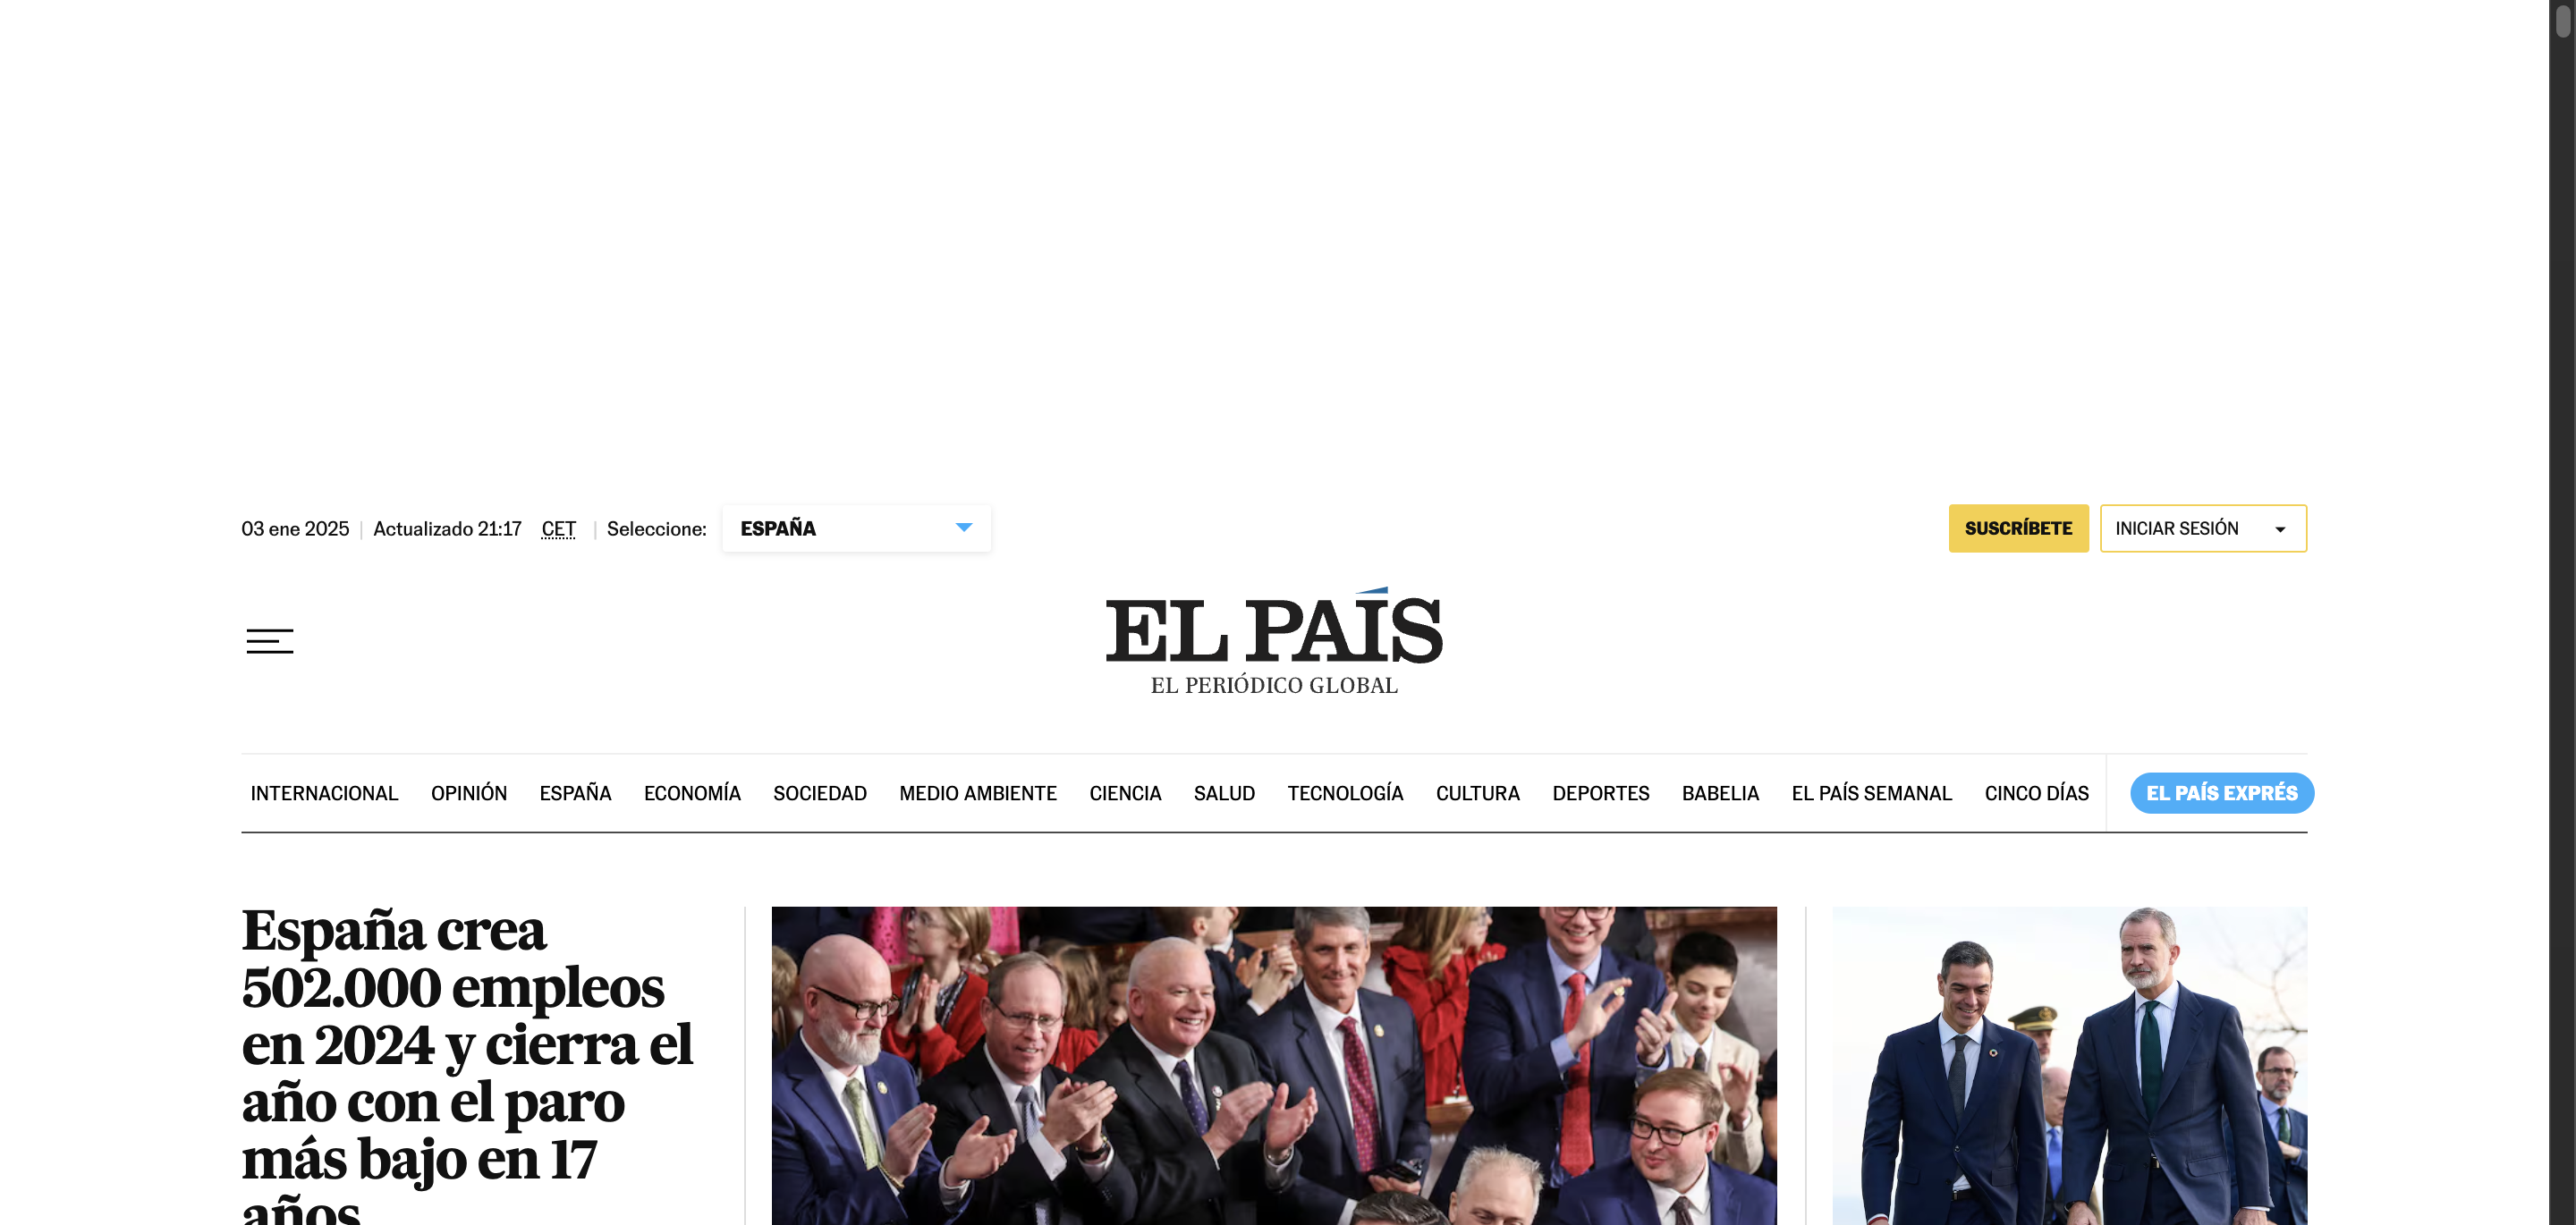 03 ene 2025 | Actualizado 21:17 CET | Seleccione: ESPAÑA
SUSCRÍBETE
INICIAR SESIÓN
EL PAÍS
EL PERIÓDICO GLOBAL
INTERNACIONAL OPINIÓN ESPAÑA ECONOMÍA SOCIEDAD MEDIO AMBIENTE CIENCIA SALUD TECNOLOGÍA CULTURA DEPORTES BABELIA EL PAÍS SEMANAL CINCO DÍAS EL PAÍS EXPRÉS
España crea
502.000 empleos
en 2024 y cierra el
año con el paro
más bajo en 17
años